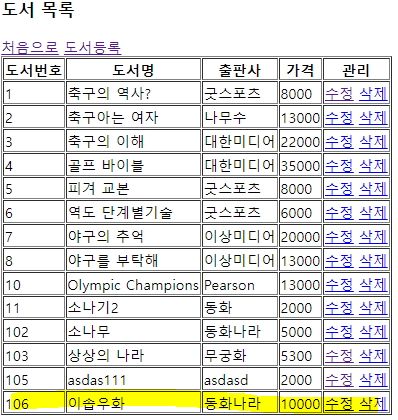 도서 목록
처음으로 도서등록
도서번호 도서명 출판사 가격 관리
1 축구의 역사? 굿스포츠 8000 수정 삭제
2 축구아는 여자 나무수 13000 수정 삭제
3 축구의 이해 대한미디어 22000 수정 삭제
4 골프 바이블 대한미디어 35000 수정 삭제
5 피겨 교본 굿스포츠 8000 수정 삭제
6 역도 단계별기술 굿스포츠 6000 수정 삭제
7 야구의 추억 이상미디어 20000 수정 삭제
8 야구를 부탁해 이상미디어 13000 수정 삭제
10 Olympic Champions Pearson 13000 수정 삭제
11 소나기2 동화 2000 수정 삭제
102 소나무 동화나라 5000 수정 삭제
103 상상의 나라 무궁화 5300 수정 삭제
105 asdas111 asdasd 2000 수정 삭제
106 이솝우화 동화나라 10000 수정 삭제